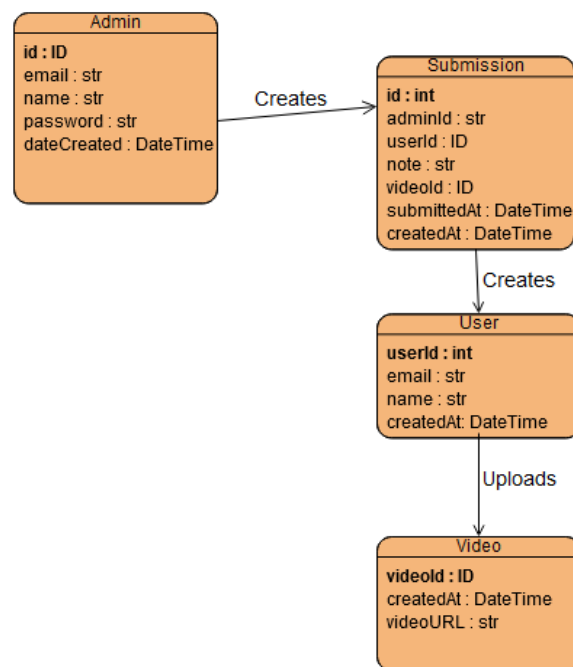 Admin
id : ID
email : str
name : str
password : str
dateCreated : DateTime
Creates
Submission
id : int
adminId : str
userId : ID
note : str
videoId : ID
submittedAt : DateTime
createdAt : DateTime
Creates
User
userId : int
email : str
name : str
createdAt: DateTime
Uploads
Video
videoId : ID
createdAt : DateTime
videoURL : str